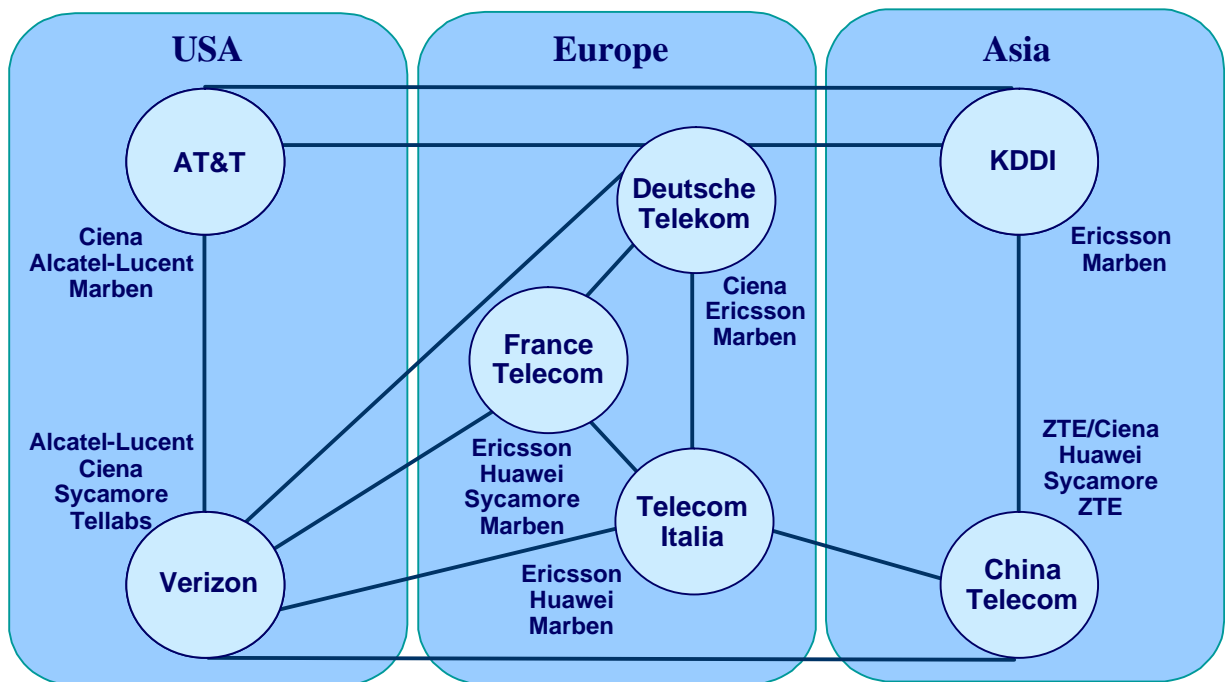 USA
Europe
Asia
AT&T
Ciena
Alcatel-Lucent
Marben
Alcatel-Lucent
Ciena
Sycamore
Tellabs
Verizon
Deutsche
Telekom
Ciena
Ericsson
Marben
France
Telecom
Ericsson
Huawei
Sycamore
Marben
Telecom
Italia
Ericsson
Huawei
Marben
KDDI
Ericsson
Marben
ZTE/Ciena
Huawei
Sycamore
ZTE
China
Telecom